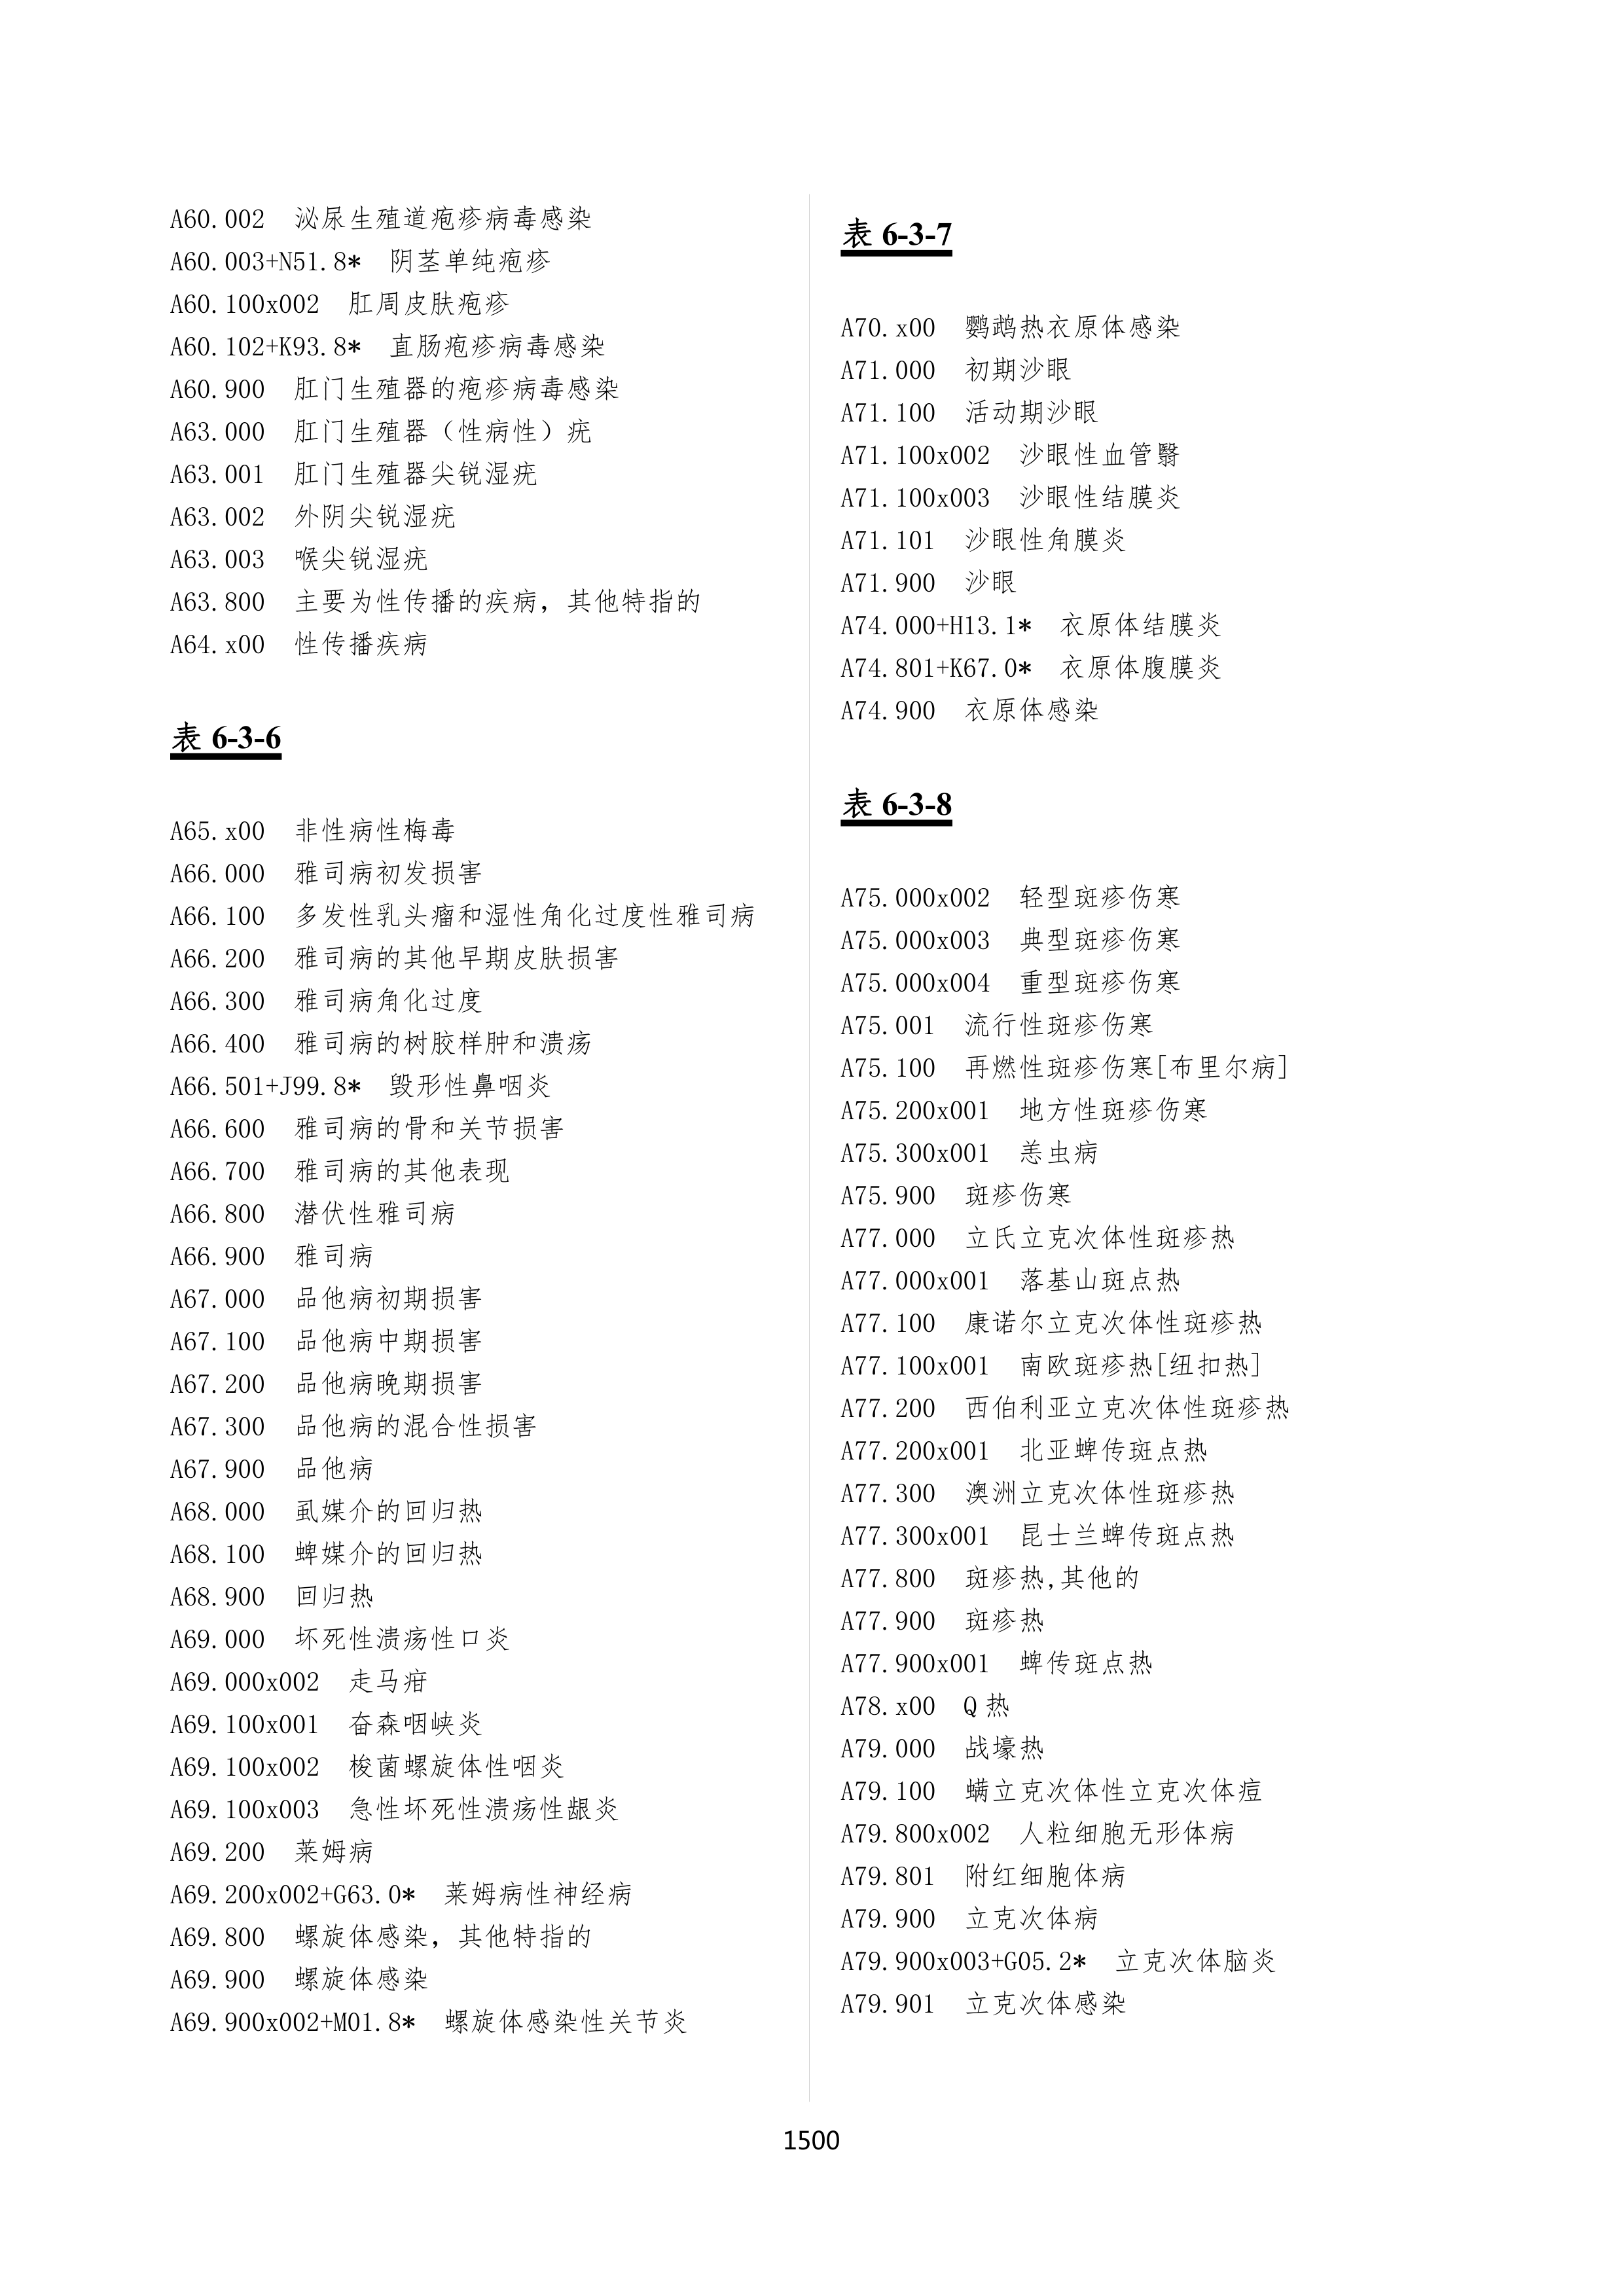 A60.002 泌尿生殖道疱疹病毒感染
A60.003+N51.8* 阴茎单纯疱疹
A60.100x002 肛周皮肤疱疹
A60.102+K93.8* 直肠疱疹病毒感染
A60.900 肛门生殖器的疱疹病毒感染
A63.000 肛门生殖器（性病性）疣
A63.001 肛门生殖器尖锐湿疣
A63.002 外阴尖锐湿疣
A63.003 喉尖锐湿疣
A63.800 主要为性传播的疾病，其他特指的
A64.x00 性传播疾病
表 6-3-6
A65.x00 非性病性梅毒
A66.000 雅司病初发损害
A66.100 多发性乳头瘤和湿性角化过度性雅司病
A66.200 雅司病的其他早期皮肤损害
A66.300 雅司病角化过度
A66.400 雅司病的树胶样肿和溃疡
A66.501+J99.8* 毁形性鼻咽炎
A66.600 雅司病的骨和关节损害
A66.700 雅司病的其他表现
A66.800 潜伏性雅司病
A66.900 雅司病
A67.000 品他病初期损害
A67.100 品他病中期损害
A67.200 品他病晚期损害
A67.300 品他病的混合性损害
A67.900 品他病
A68.000 虱媒介的回归热
A68.100 蜱媒介的回归热
A68.900 回归热
A69.000 坏死性溃疡性口炎
A69.000x002 走马疳
A69.100x001 奋森咽峡炎
A69.100x002 梭菌螺旋体性咽炎
A69.100x003 急性坏死性溃疡性龈炎
A69.200 莱姆病
A69.200x002+G63.0* 莱姆病性神经病
A69.800 螺旋体感染，其他特指的
A69.900 螺旋体感染
A69.900x002+M01.8* 螺旋体感染性关节炎
表 6-3-7
A70.x00 鹦鹉热衣原体感染
A71.000 初期沙眼
A71.100 活动期沙眼
A71.100x002 沙眼性血管翳
A71.100x003 沙眼性结膜炎
A71.101 沙眼性角膜炎
A71.900 沙眼
A74.000+H13.1* 衣原体结膜炎
A74.801+K67.0* 衣原体腹膜炎
A74.900 衣原体感染
表 6-3-8
A75.000x002 轻型斑疹伤寒
A75.000x003 典型斑疹伤寒
A75.000x004 重型斑疹伤寒
A75.001 流行性斑疹伤寒
A75.100 再燃性斑疹伤寒[布里尔病]
A75.200x001 地方性斑疹伤寒
A75.300x001 恙虫病
A75.900 斑疹伤寒
A77.000 立氏立克次体性斑疹热
A77.000x001 落基山斑点热
A77.100 康诺尔立克次体性斑疹热
A77.100x001 南欧斑疹热[纽扣热]
A77.200 西伯利亚立克次体性斑疹热
A77.200x001 北亚蜱传斑点热
A77.300 澳洲立克次体性斑疹热
A77.300x001 昆士兰蜱传斑点热
A77.800 斑疹热,其他的
A77.900 斑疹热
A77.900x001 蜱传斑点热
A78.x00 Q 热
A79.000 战壕热
A79.100 螨立克次体性立克次体痘
A79.800x002 人粒细胞无形体病
A79.801 附红细胞体病
A79.900 立克次体病
A79.900x003+G05.2* 立克次体脑炎
A79.901 立克次体感染
1500